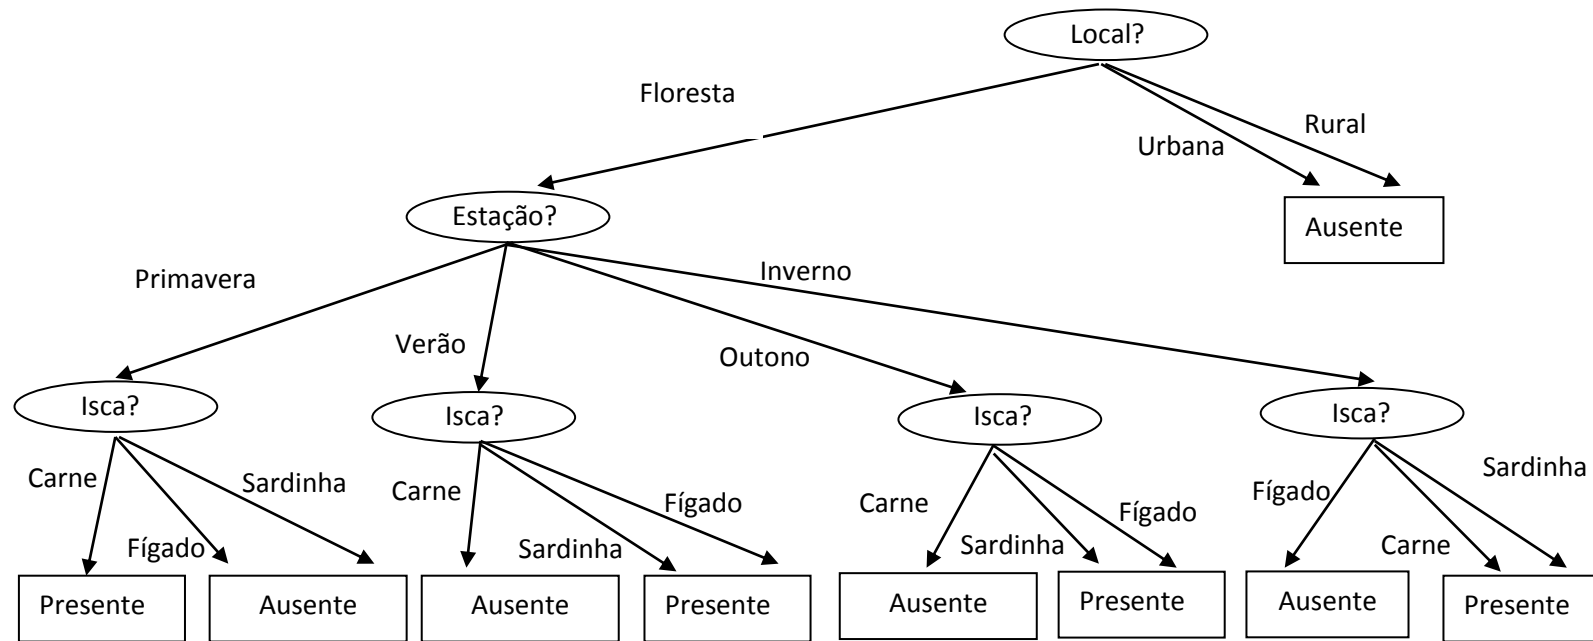 Local?
Floresta
Rural
Urbana
Estação?
Ausente
Primavera
Inverno
Verão
Outono
Isca?
Isca?
Isca?
Isca?
Carne
Fígado
Sardinha
Carne
Sardinha
Fígado
Carne
Sardinha
Fígado
Fígado
Carne
Sardinha
Presente
Ausente
Ausente
Presente
Ausente
Presente
Ausente
Presente